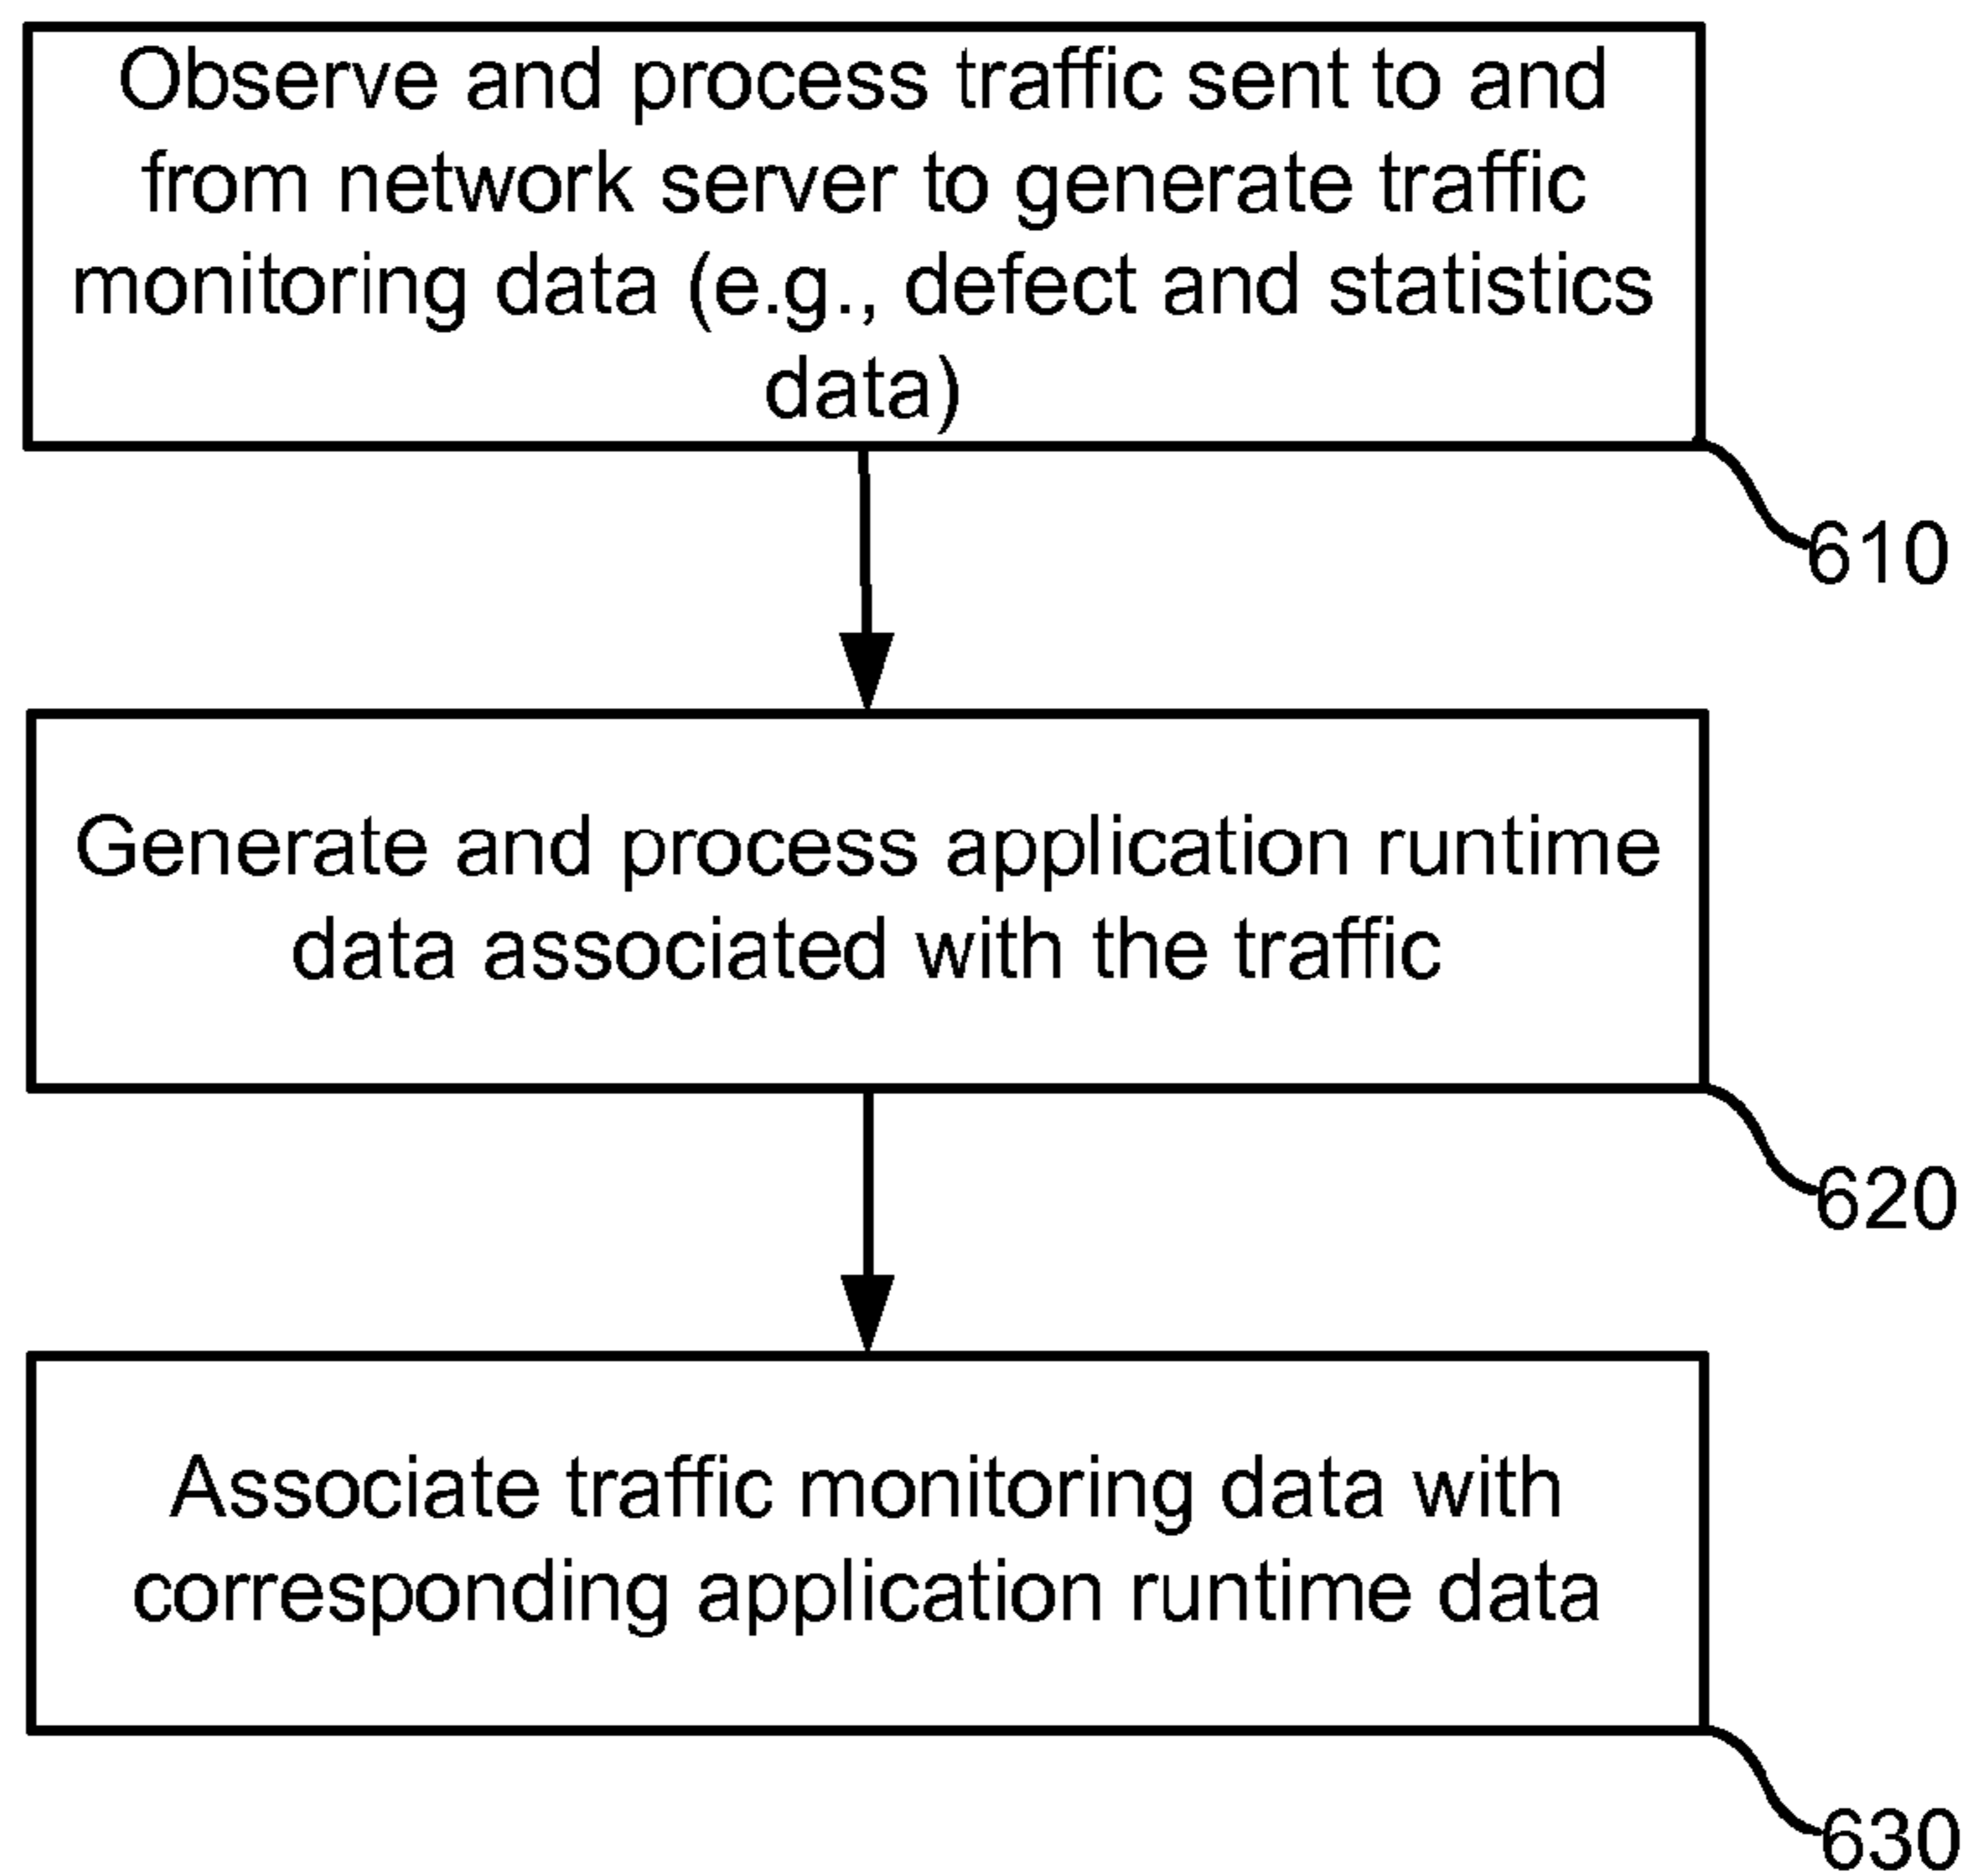 Observe and process traffic sent to and
from network server to generate traffic
monitoring data (e.g., defect and statistics
data)
610
Generate and process application runtime
data associated with the traffic
620
Associate traffic monitoring data with
corresponding application runtime data
630